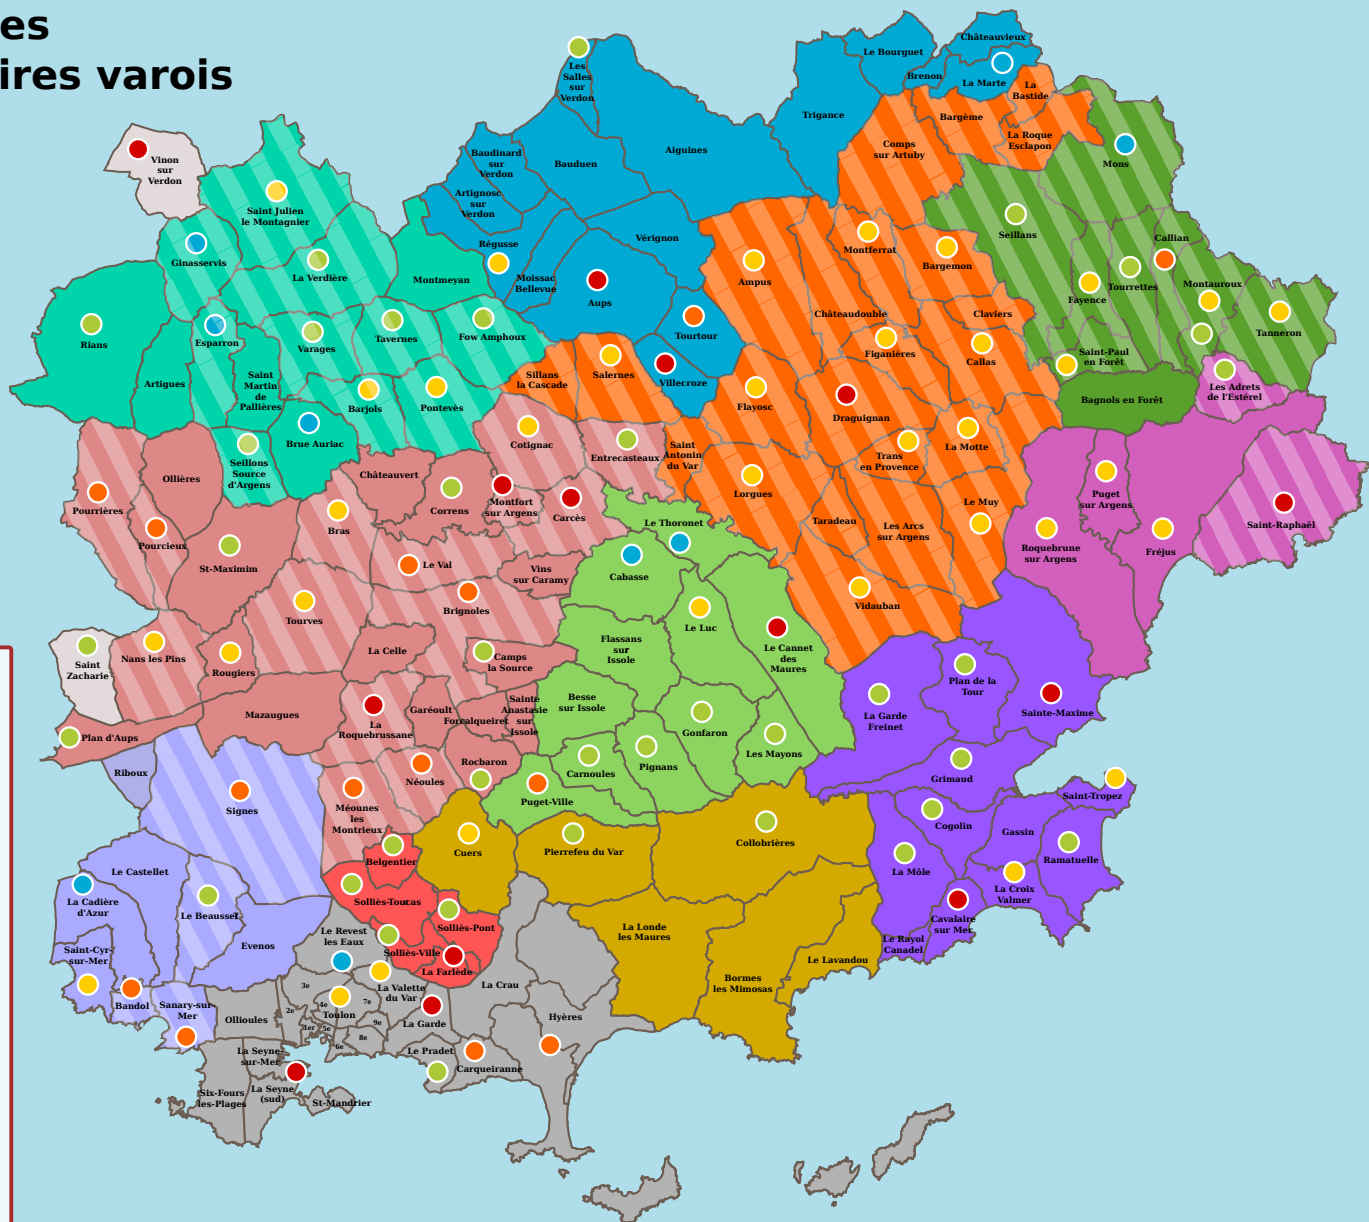 es
ires varois
Châteauvieux
Le Bourguet
Brenon
La Marte
Les
Salles
sur
Verdon
La
Bastide
Trigance
Bargème
Vinon
sur
Verdon
Baudinard
sur
Verdon
Bauduen
Aiguines
Comps
sur Artuby
La Roque
Esclapon
Mons
Artignosc
sur
Verdon
Saint Julien
le Montagnier
Régusse
Vérignon
Montferrat
Bargemon
Seillans
Callian
Ginasservis
La Verdière
Montmeyan
Moissac
Bellevue
Aups
Ampus
Fayence
Tourrettes
Montauroux
Châteaudouble
Claviers
Rians
Esparron
Varages
Tavernes
Fow Amphoux
Tourtour
Figanières
Callas
Saint-Paul
en Forêt
Tanneron
Artigues
Saint
Martin
de
Pallières
Barjols
Pontevès
Sillans
la Cascade
Salernes
Villecroze
Flayosc
Draguignan
Bagnols en Forêt
Les Adrets
de l'Estérel
Brue Auriac
Cotignac
Entrecasteaux
Saint
Antonin
du Var
Trans
en Provence
La Motte
Seillons
Source
d'Argens
Ollières
Châteauvert
Correns
Montfort
sur Argens
Carcès
Lorgues
Le Muy
Puget
sur Argens
Pourrières
Pourcieux
Bras
Le Thoronet
Taradeau
Les Arcs
sur Argens
Roquebrune
sur Argens
Fréjus
Saint-Raphaël
St-Maximim
Le Val
Vins
sur Caramy
Cabasse
Tourves
Brignoles
Le Luc
Vidauban
Saint
Zacharie
Nans les Pins
Rougiers
La Celle
Camps
la Source
Flassans
sur
Issole
Le Cannet
des
Maures
Plan de la
Tour
Mazaugues
La
Roquebrussane
Garéoult
Forcalqueiret
Sainte
Anastasie
sur
Issole
Besse
sur Issole
Gonfaron
La Garde
Freinet
Sainte-Maxime
Plan d'Aups
Rocbaron
Néoules
Carnoules
Pignans
Les Mayons
Grimaud
Riboux
Signes
Méounes
les
Montrieux
Puget-Ville
Saint-Tropez
Cogolin
Gassin
Ramatuelle
Belgentier
Cuers
Pierrefeu du Var
Collobrières
La Môle
La Croix
Valmer
Le Castellet
La Cadière
d'Azur
Le Beausset
Solliès-Toucas
Solliès-Pont
Cavalaire
sur Mer
Saint-Cyr-
sur-Mer
Evenos
Le Revest
les Eaux
Solliès-Ville
La Farlède
La Londe
les Maures
Le Rayol
Canadel
Le Lavandou
Bormes
les Mimosas
Bandol
Sanary-sur-
Mer
Ollioules
3e
2e
4e
Toulon
7e
1er
5e
6e
8e
9e
La Valette
du Var
La Crau
Hyères
La Garde
Le Pradet
Carqueiranne
La Seyne-
sur-Mer
Six-Fours
les-Plages
La Seyne
(sud)
St-Mandrier